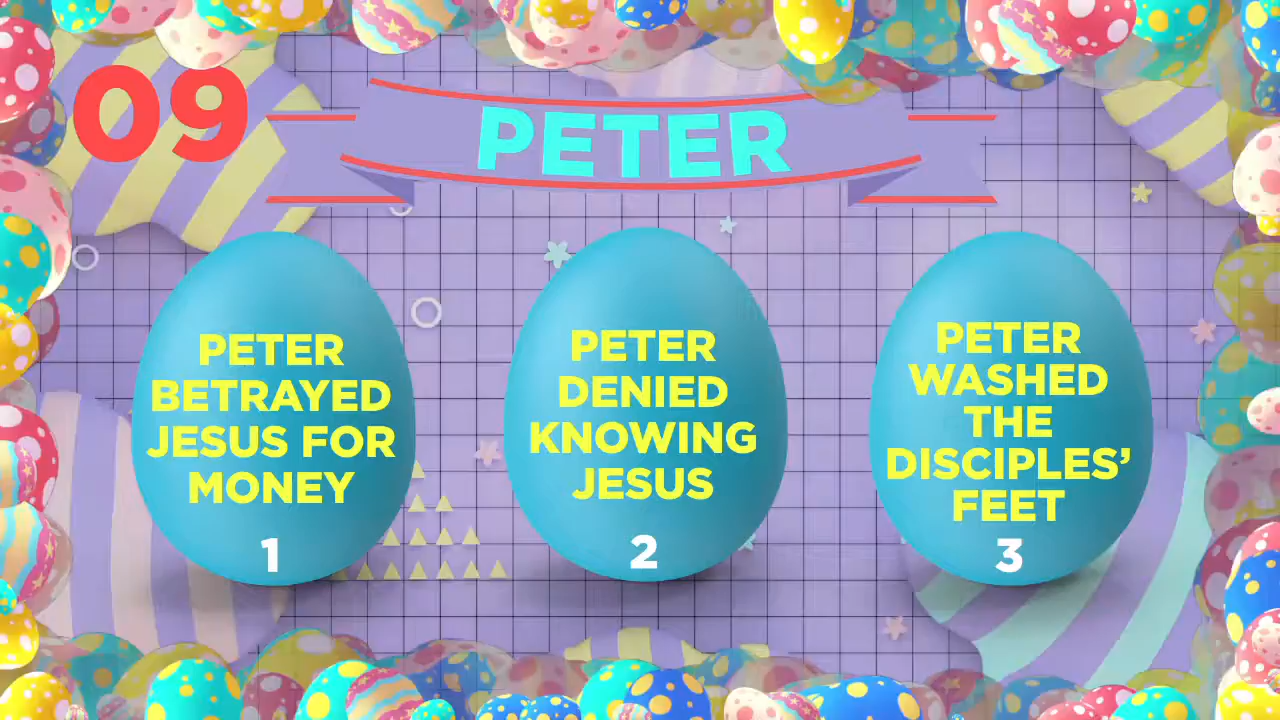 09
PETER
PETER
BETRAYED
JESUS FOR
MONEY
1
PETER
DENIED
KNOWING
JESUS
2
PETER
WASHED
THE
DISCIPLES’
FEET
3